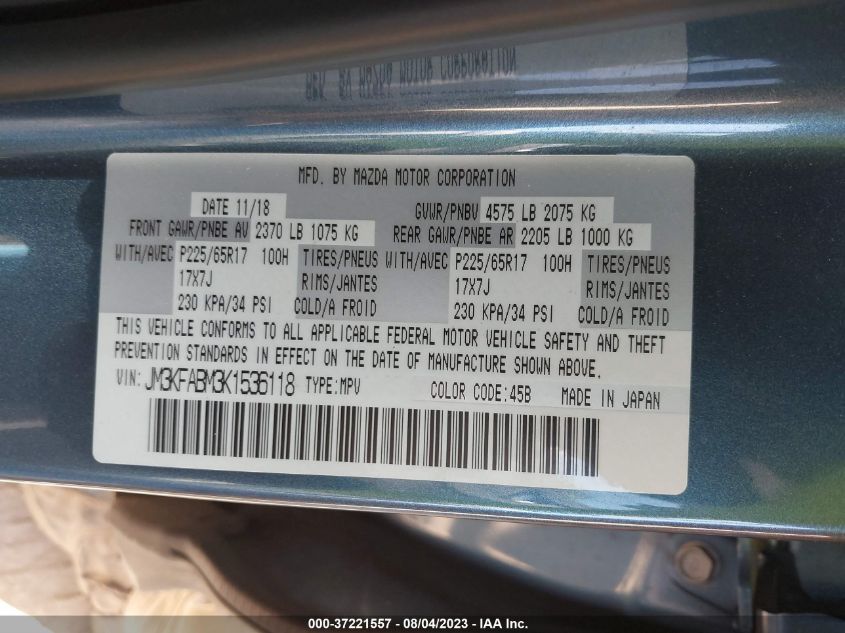 MFD. BY MAZDA MOTOR CORPORATION
DATE 11/18 GVWR/PNBV 4575 LB 2075 KG
FRONT GAWR/PNBE AV 2370 LB 1075 KG REAR GAWR/PNBE AR 2205 LB 1000 KG
WITH/AVEC P225/65R17 100H TIRES/PNEUS WITH/AVEC P225/65R17 100H TIRES/PNEUS
17X7J RIMS/JANTES 17X7J RIMS/JANTES
230 KPA/34 PSI COLD/A FROID 230 KPA/34 PSI COLD/A FROID
THIS VEHICLE CONFORMS TO ALL APPLICABLE FEDERAL MOTOR VEHICLE SAFETY AND THEFT
PREVENTION STANDARDS IN EFFECT ON THE DATE OF MANUFACTURE SHOWN ABOVE.
VIN: JM3KFABM3K1536118 TYPE:MPV COLOR CODE:45B MADE IN JAPAN
000-37221557 - 08/04/2023 - IAA Inc.